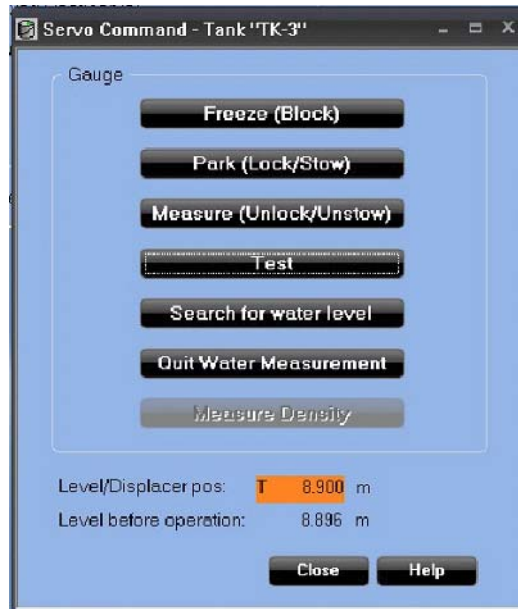 Servo Command - Tank "TK-3"
Gauge
Freeze (Block)
Park (Lock/Stow)
Measure (Unlock/Unstow)
Test
Search for water level
Quit Water Measurement
Measure Density
Level/Displacer pos: T 8.900 m
Level before operation: 8.896 m
Close Help